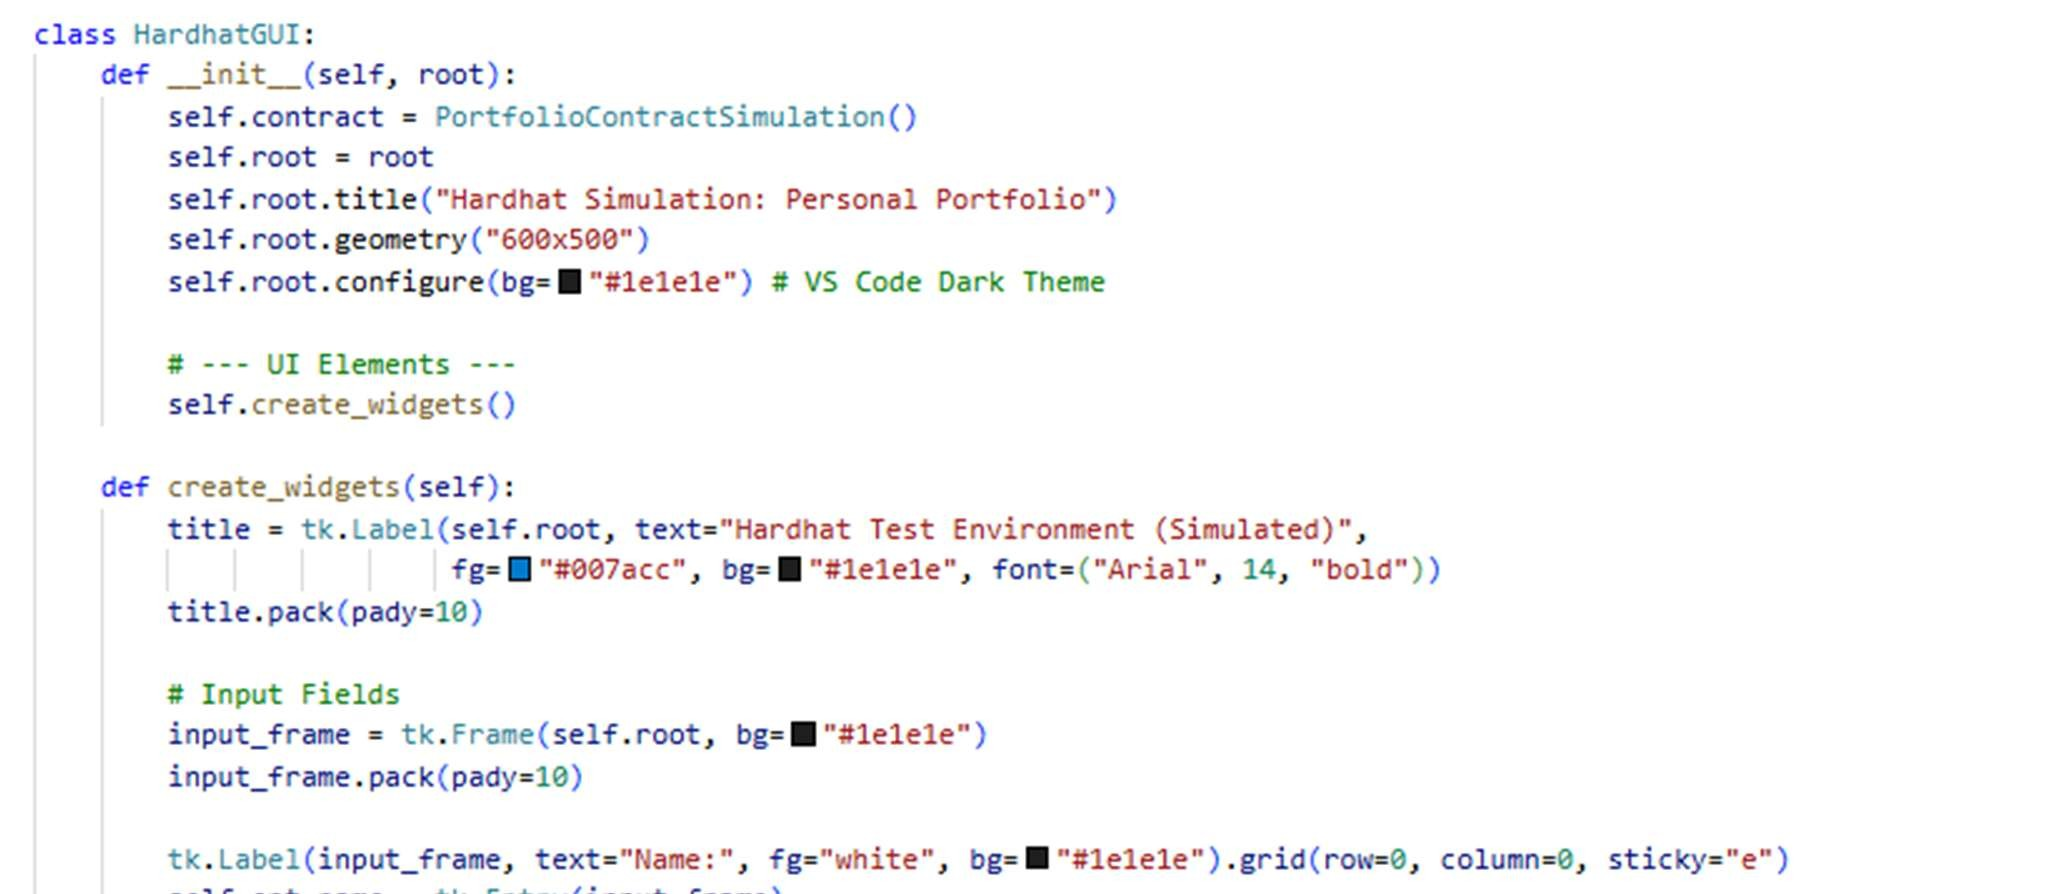 class HardhatGUI:
    def __init__(self, root):
        self.contract = PortfolioContractSimulation()
        self.root = root
        self.root.title("Hardhat Simulation: Personal Portfolio")
        self.root.geometry("600x500")
        self.root.configure(bg="#1e1e1e") # VS Code Dark Theme
        # --- UI Elements ---
        self.create_widgets()
    def create_widgets(self):
        title = tk.Label(self.root, text="Hardhat Test Environment (Simulated)",
                         fg="#007acc", bg="#1e1e1e", font=("Arial", 14, "bold"))
        title.pack(pady=10)
        # Input Fields
        input_frame = tk.Frame(self.root, bg="#1e1e1e")
        input_frame.pack(pady=10)
        tk.Label(input_frame, text="Name:", fg="white", bg="#1e1e1e").grid(row=0, column=0, sticky="e")